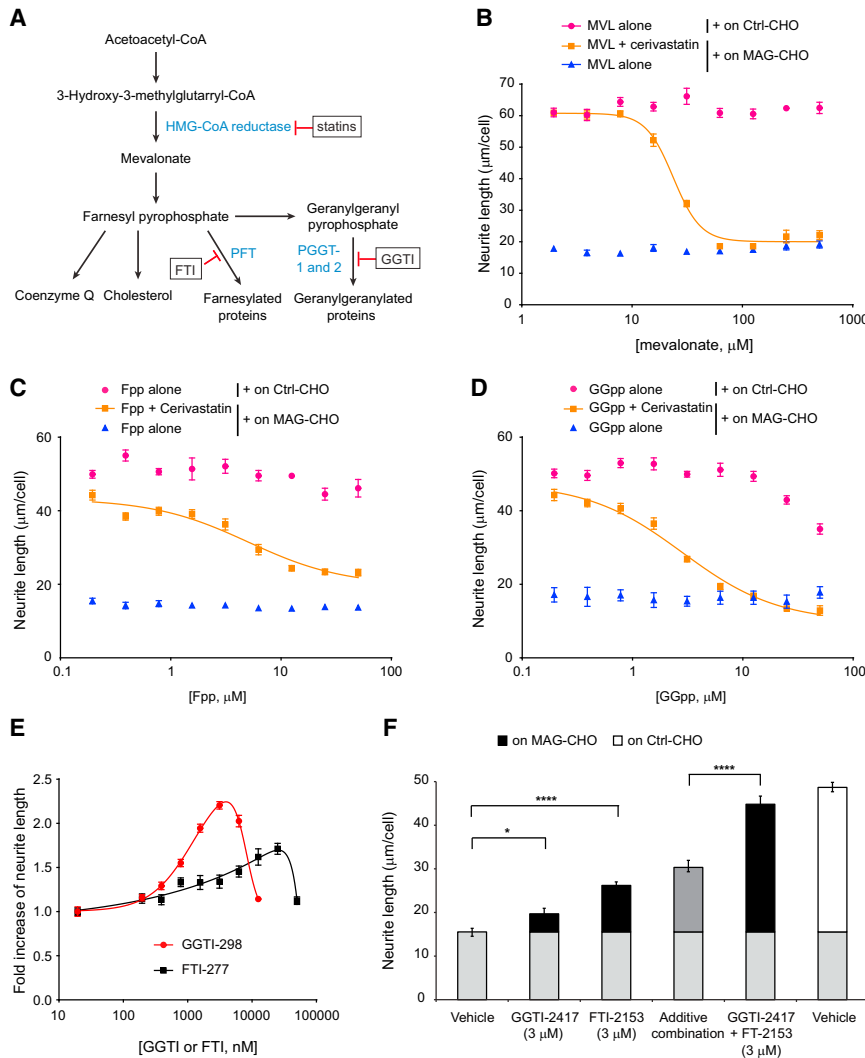 A
Acetoacetyl-CoA
3-Hydroxy-3-methylglutarryl-CoA
HMG-CoA reductase
statins
Mevalonate
Farnesyl pyrophosphate
Geranylgeranyl
pyrophosphate
FTI
PFT
PGGT-
1 and 2
GGTI
Coenzyme Q
Cholesterol
Farnesylated
proteins
Geranylgeranylated
proteins
B
MVL alone
+ on Ctrl-CHO
MVL + cerivastatin
+ on MAG-CHO
MVL alone
Neurite length (µm/cell)
70
60
50
40
30
20
10
0
1
10
100
1000
[mevalonate, µM]
C
Fpp alone
+ on Ctrl-CHO
Fpp + Cerivastatin
+ on MAG-CHO
Fpp alone
Neurite length (µm/cell)
60
40
20
0
0.1
1
10
100
[Fpp, µM]
D
GGpp alone
+ on Ctrl-CHO
GGpp + Cerivastatin
+ on MAG-CHO
GGpp alone
Neurite length (µm/cell)
60
40
20
0
0.1
1
10
100
[GGpp, µM]
E
Fold increase of neurite length
2.5
2.0
1.5
1.0
0.5
0.0
GGTI-298
FTI-277
10
100
1000
10000
100000
[GGTI or FTI, nM]
F
on MAG-CHO
on Ctrl-CHO
Neurite length (µm/cell)
50
40
30
20
10
0
*
****
****
Vehicle
GGTI-2417
(3 µM)
FTI-2153
(3 µM)
Additive
combination
GGTI-2417
+ FT-2153
(3 µM)
Vehicle